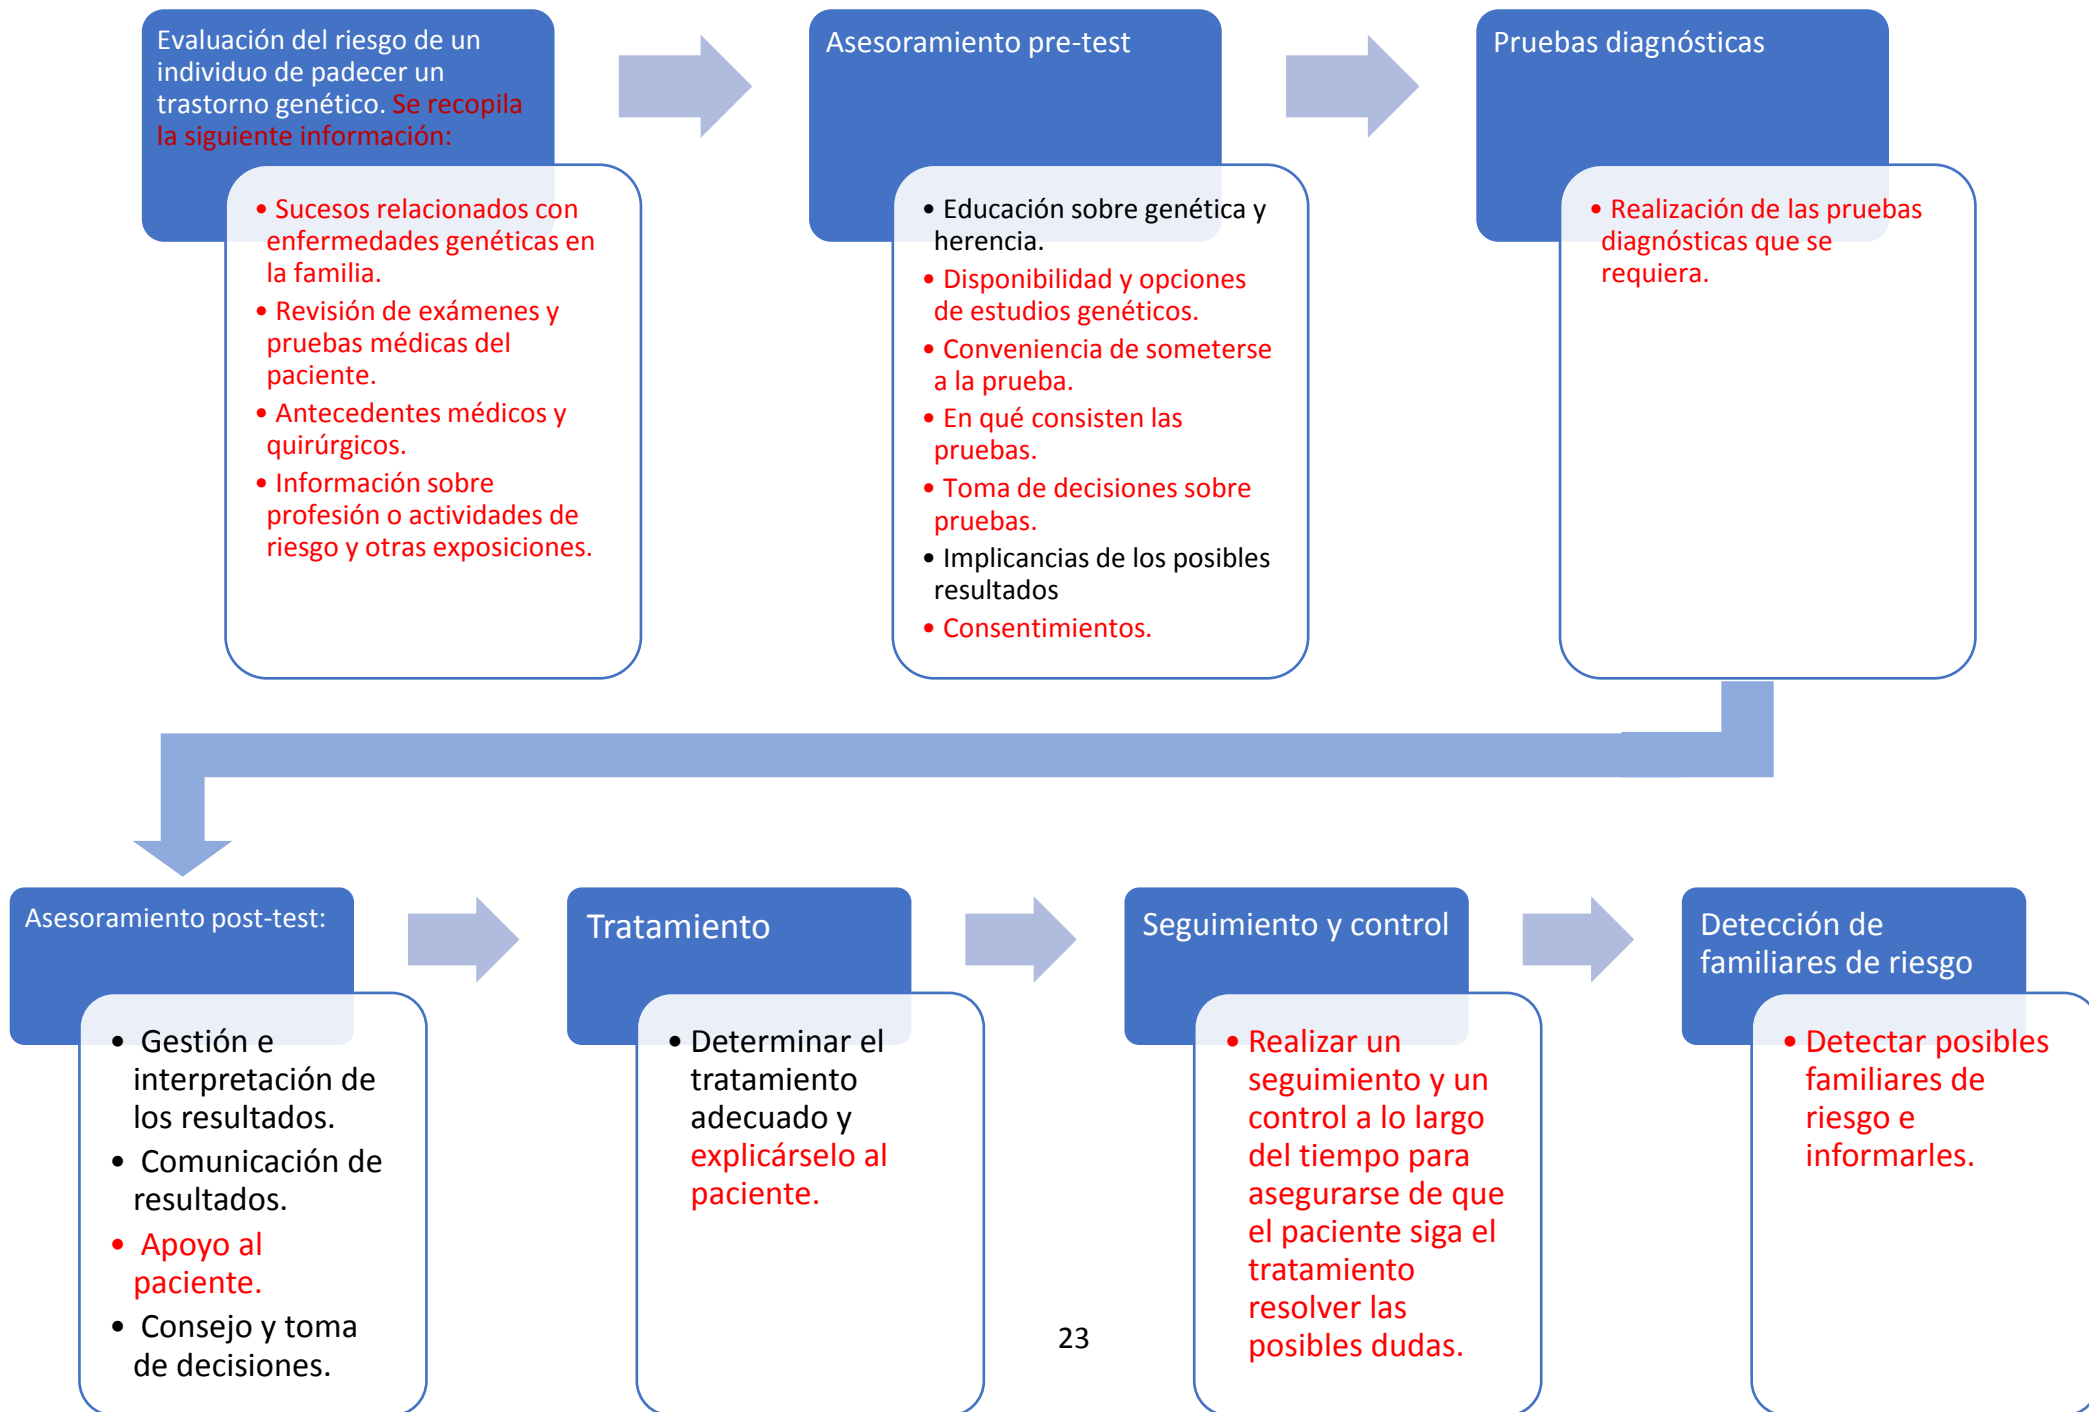 Evaluación del riesgo de un
individuo de padecer un
trastorno genético. Se recopila
la siguiente información:
• Sucesos relacionados con
enfermedades genéticas en
la familia.
• Revisión de exámenes y
pruebas médicas del
paciente.
• Antecedentes médicos y
quirúrgicos.
• Información sobre
profesión o actividades de
riesgo y otras exposiciones.
Asesoramiento pre-test
• Educación sobre genética y
herencia.
• Disponibilidad y opciones
de estudios genéticos.
• Conveniencia de someterse
a la prueba.
• En qué consisten las
pruebas.
• Toma de decisiones sobre
pruebas.
• Implicancias de los posibles
resultados
• Consentimientos.
Pruebas diagnósticas
• Realización de las pruebas
diagnósticas que se
requiera.
Asesoramiento post-test:
• Gestión e
interpretación de
los resultados.
• Comunicación de
resultados.
• Apoyo al
paciente.
• Consejo y toma
de decisiones.
Tratamiento
• Determinar el
tratamiento
adecuado y
explicárselo al
paciente.
Seguimiento y control
• Realizar un
seguimiento y un
control a lo largo
del tiempo para
asegurarse de que
el paciente siga el
tratamiento
resolver las
posibles dudas.
Detección de
familiares de riesgo
• Detectar posibles
familiares de
riesgo e
informarles.
23